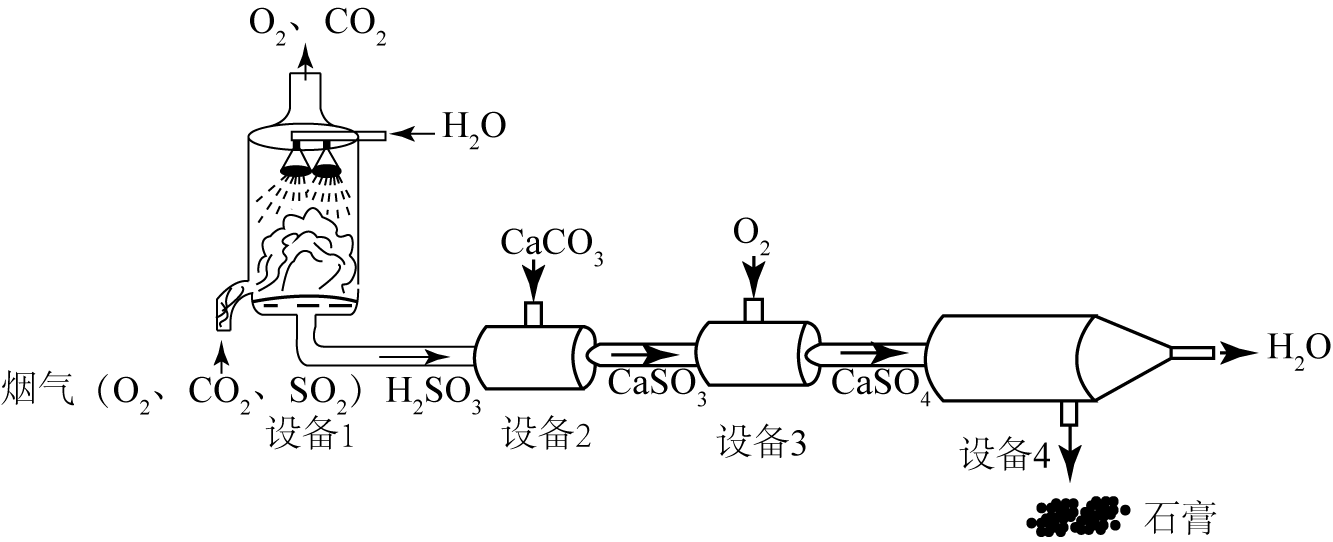 O₂、CO₂
H₂O
CaCO₃
O₂
H₂O
烟气（O₂、CO₂、SO₂）
H₂SO₃
CaSO₃
CaSO₄
设备1
设备2
设备3
设备4
石膏